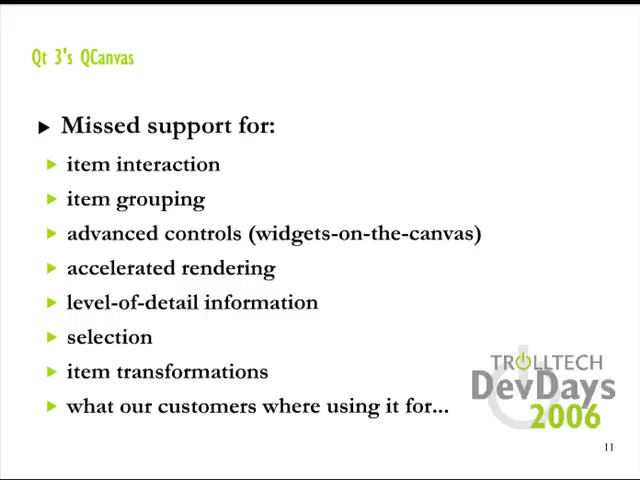 Qt 3's QCanvas
Missed support for:
item interaction
item grouping
advanced controls (widgets-on-the-canvas)
accelerated rendering
level-of-detail information
selection
item transformations
what our customers where using it for...
TROLLTECH
DevDays
2006
11